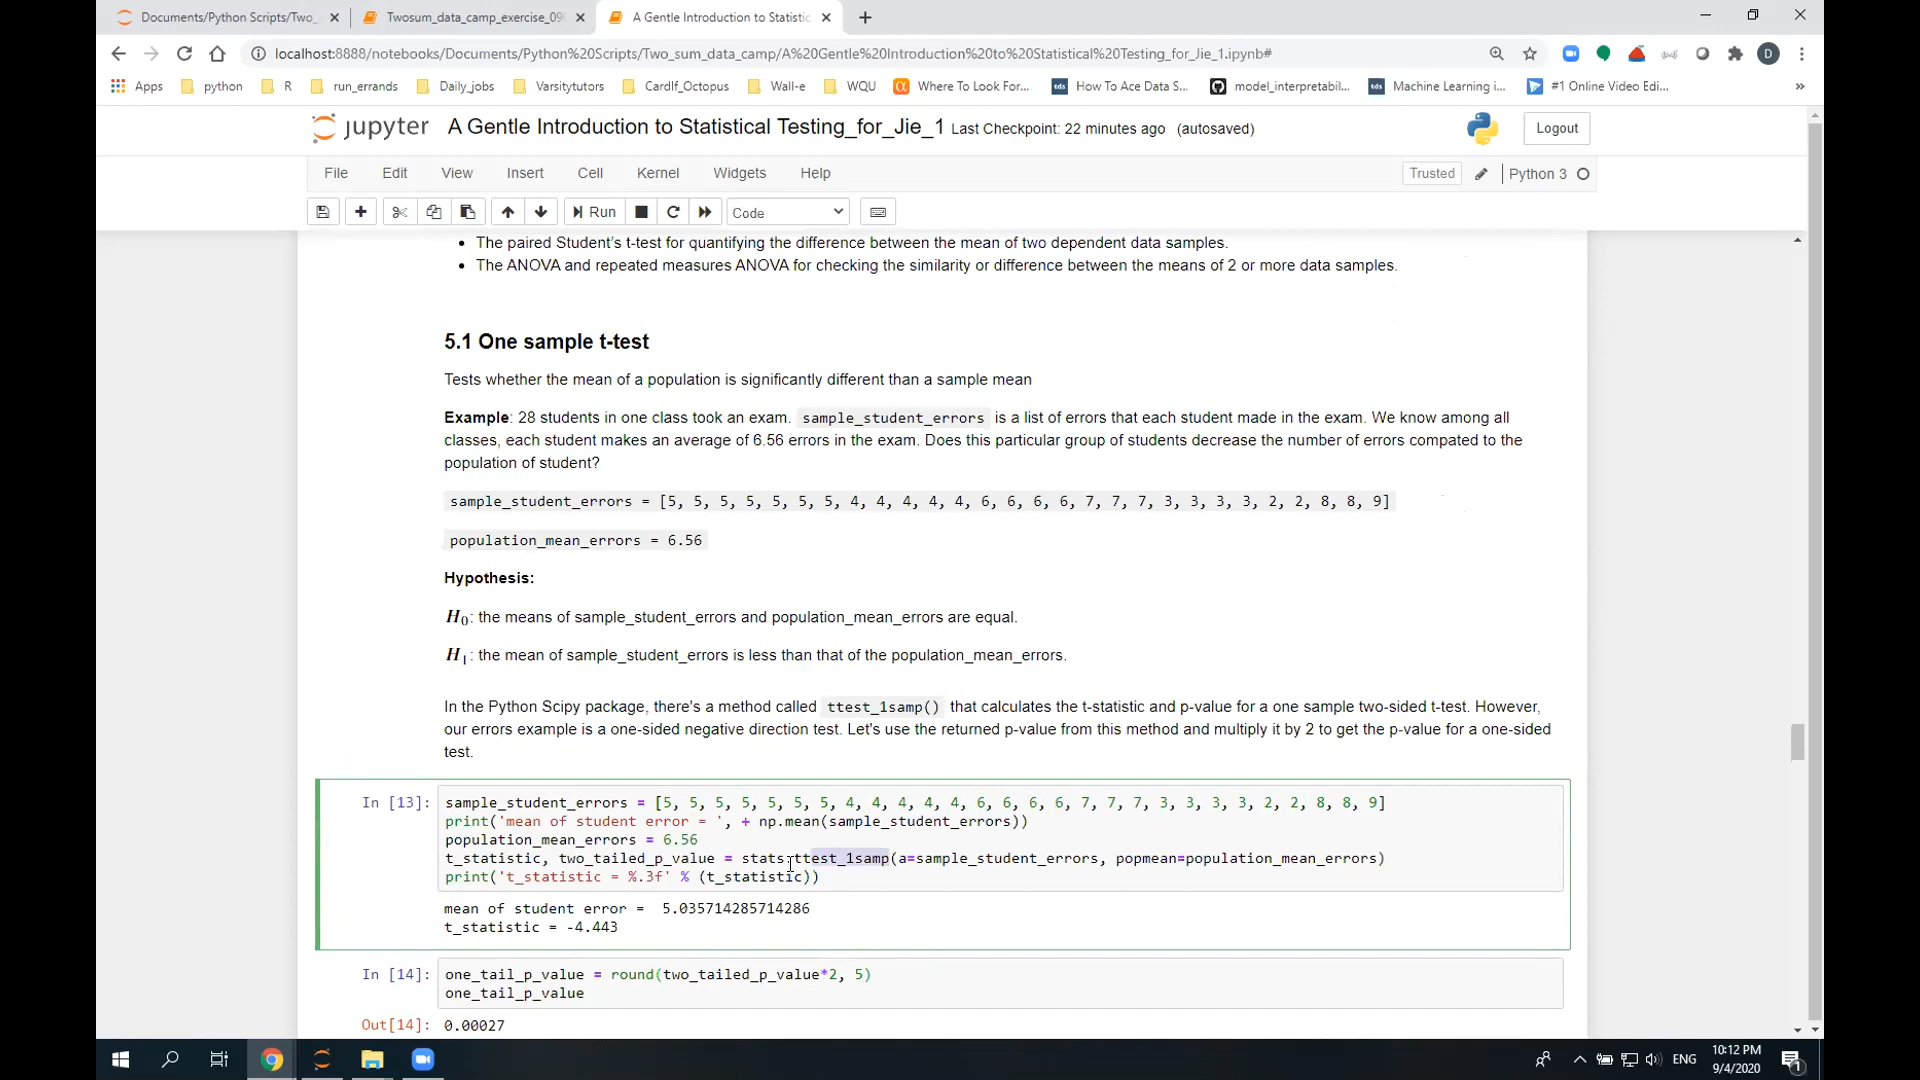 Documents/Python Scripts/Two_
Twosum_data_camp_exercise_09
A Gentle Introduction to Statistic
localhost:8888/notebooks/Documents/Python%20Scripts/Two_sum_data_camp/A%20Gentle%20Introduction%20to%20Statistical%20Testing_for_Jie_1.ipynb#
D
Apps
python
R
run_errands
Daily_jobs
Varsitytutors
Cardlf_Octopus
Wall-e
WQU
Where To Look For...
How To Ace Data S...
model_interpretabil...
Machine Learning i...
#1 Online Video Edi...
jupyter A Gentle Introduction to Statistical Testing_for_Jie_1 Last Checkpoint: 22 minutes ago (autosaved)
Logout
File Edit View Insert Cell Kernel Widgets Help
Trusted
Python 3
Run
Code
• The paired Student's t-test for quantifying the difference between the mean of two dependent data samples.
• The ANOVA and repeated measures ANOVA for checking the similarity or difference between the means of 2 or more data samples.
5.1 One sample t-test
Tests whether the mean of a population is significantly different than a sample mean
Example: 28 students in one class took an exam. sample_student_errors is a list of errors that each student made in the exam. We know among all
classes, each student makes an average of 6.56 errors in the exam. Does this particular group of students decrease the number of errors compated to the
population of student?
sample_student_errors = [5, 5, 5, 5, 5, 5, 5, 4, 4, 4, 4, 4, 6, 6, 6, 6, 7, 7, 7, 3, 3, 3, 3, 2, 2, 8, 8, 9]
population_mean_errors = 6.56
Hypothesis:
H0: the means of sample_student_errors and population_mean_errors are equal.
H1: the mean of sample_student_errors is less than that of the population_mean_errors.
In the Python Scipy package, there's a method called ttest_1samp() that calculates the t-statistic and p-value for a one sample two-sided t-test. However,
our errors example is a one-sided negative direction test. Let's use the returned p-value from this method and multiply it by 2 to get the p-value for a one-sided
test.
In [13]: sample_student_errors = [5, 5, 5, 5, 5, 5, 5, 4, 4, 4, 4, 4, 6, 6, 6, 6, 7, 7, 7, 3, 3, 3, 3, 2, 2, 8, 8, 9]
print('mean of student error = ', + np.mean(sample_student_errors))
population_mean_errors = 6.56
t_statistic, two_tailed_p_value = stats.ttest_1samp(a=sample_student_errors, popmean=population_mean_errors)
print('t_statistic = %.3f' % (t_statistic))
mean of student error =  5.035714285714286
t_statistic = -4.443
In [14]: one_tail_p_value = round(two_tailed_p_value*2, 5)
one_tail_p_value
Out[14]: 0.00027
ENG
10:12 PM
9/4/2020
1